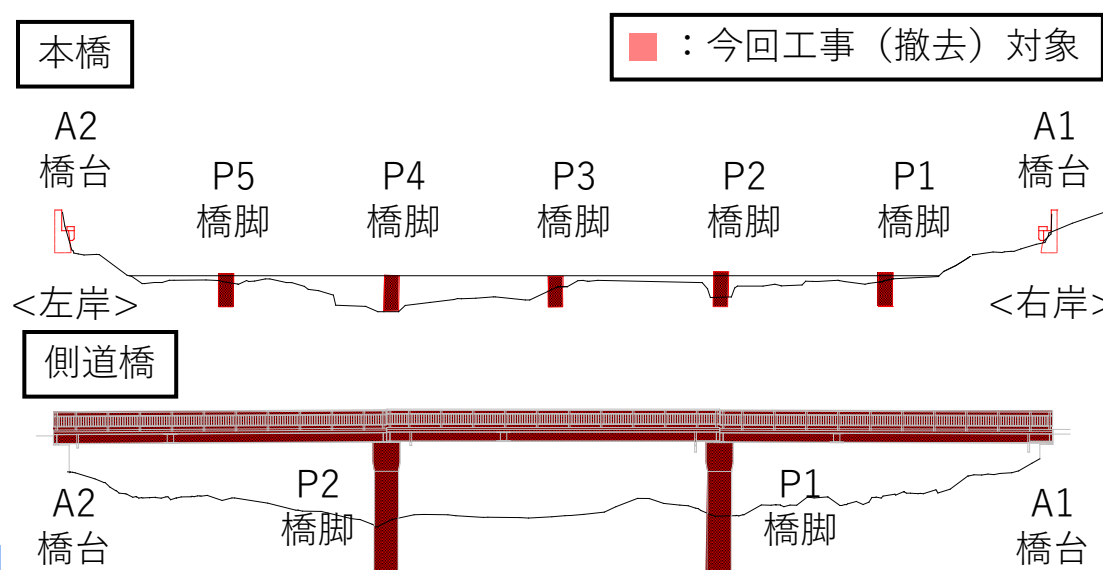 本橋
：今回工事（撤去）対象
A2
橋台
P5
橋脚
P4
橋脚
P3
橋脚
P2
橋脚
P1
橋脚
A1
橋台
<左岸>
<右岸>
側道橋
A2
橋台
P2
橋脚
P1
橋脚
A1
橋台